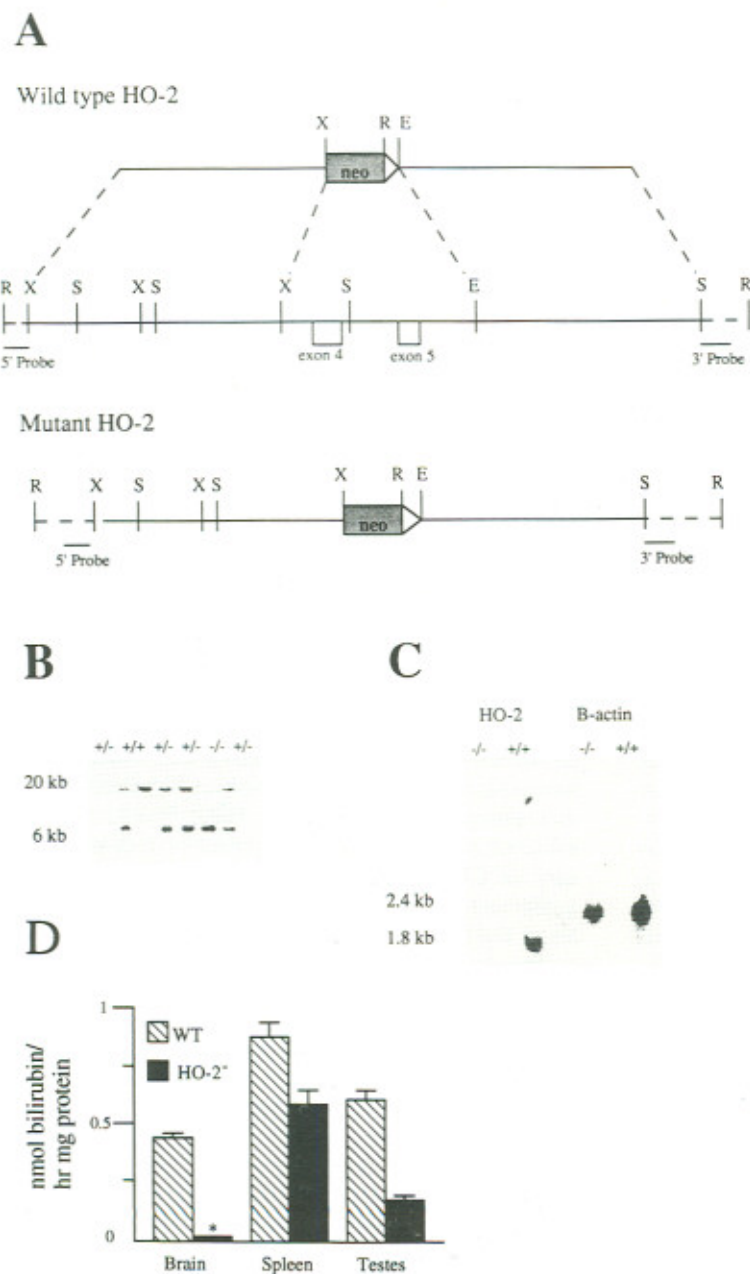 A
Wild type HO-2
X R E
neo
R X S X S X S E S R
5' Probe exon 4 exon 5 3' Probe
Mutant HO-2
R X S X S X R E S R
neo
5' Probe 3' Probe
B
+/- +/+ +/- +/- -/- +/-
20 kb
6 kb
C
HO-2 B-actin
-/- +/+ -/- +/+
2.4 kb
1.8 kb
D
nmol bilirubin/
hr mg protein
1
0.5
0
WT
HO-2⁻
*
Brain Spleen Testes